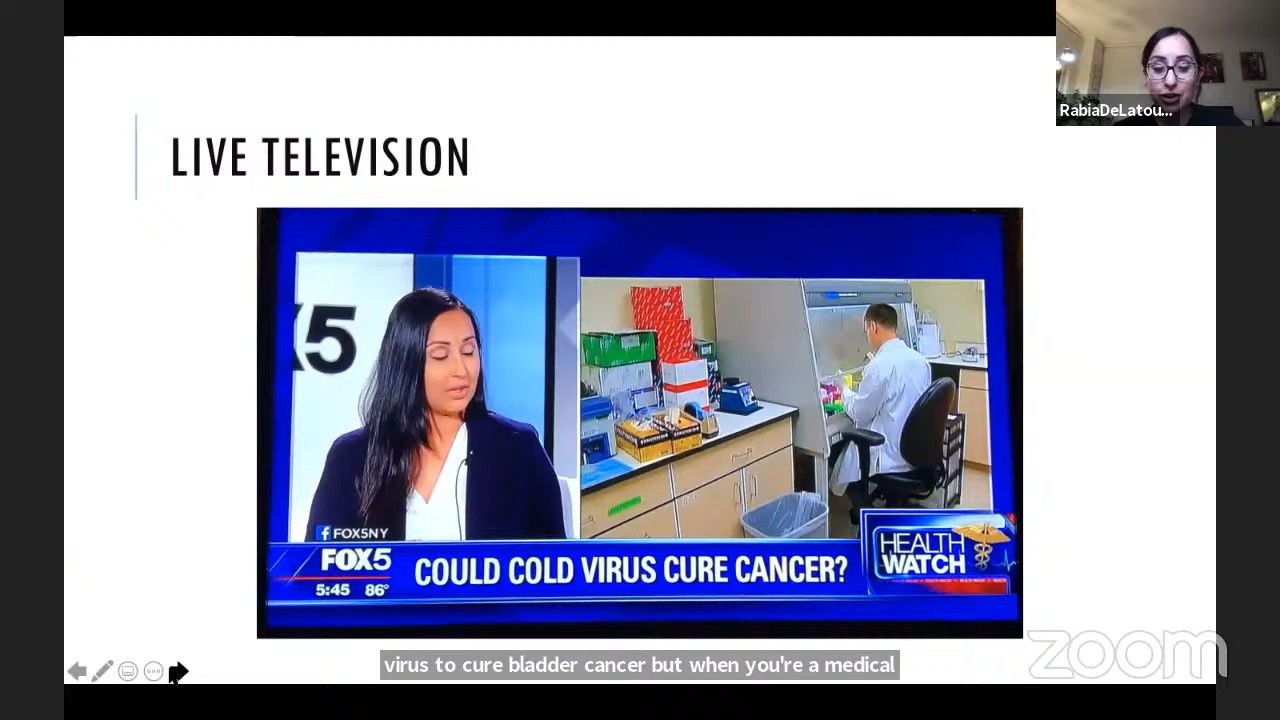 RabiaDeLatou...
LIVE TELEVISION
X5
FOX5NY
FOX5
5:45 86°
COULD COLD VIRUS CURE CANCER?
HEALTH
WATCH
virus to cure bladder cancer but when you're a medical
zoom